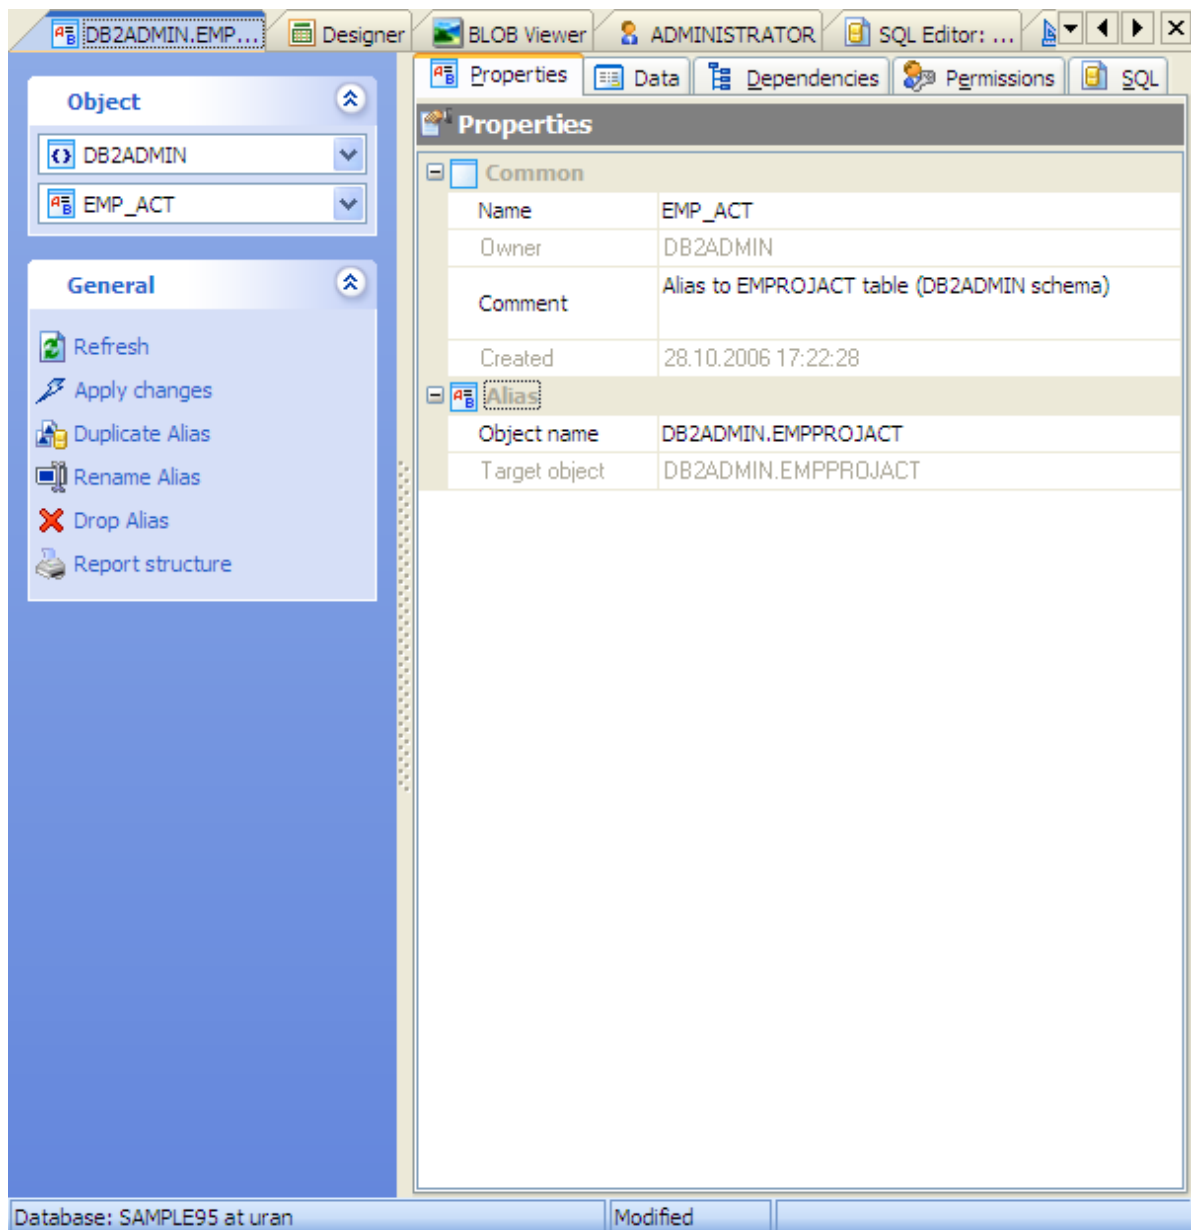 DB2ADMIN.EMP... Designer BLOB Viewer ADMINISTRATOR SQL Editor: ...
Object
DB2ADMIN
EMP_ACT
General
Refresh
Apply changes
Duplicate Alias
Rename Alias
Drop Alias
Report structure
Properties Data Dependencies Permissions SQL
Properties
Common
Name EMP_ACT
Owner DB2ADMIN
Comment Alias to EMPROJACT table (DB2ADMIN schema)
Created 28.10.2006 17:22:28
Alias
Object name DB2ADMIN.EMPPROJACT
Target object DB2ADMIN.EMPPROJACT
Database: SAMPLE95 at uran Modified